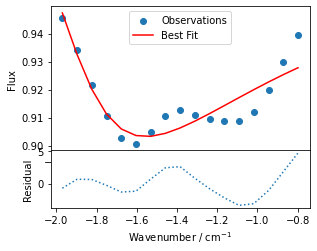 Observations
Best Fit
Flux
0.94
0.93
0.92
0.91
0.90
Residual
5
0
−2.0 −1.8 −1.6 −1.4 −1.2 −1.0 −0.8
Wavenumber / cm⁻¹